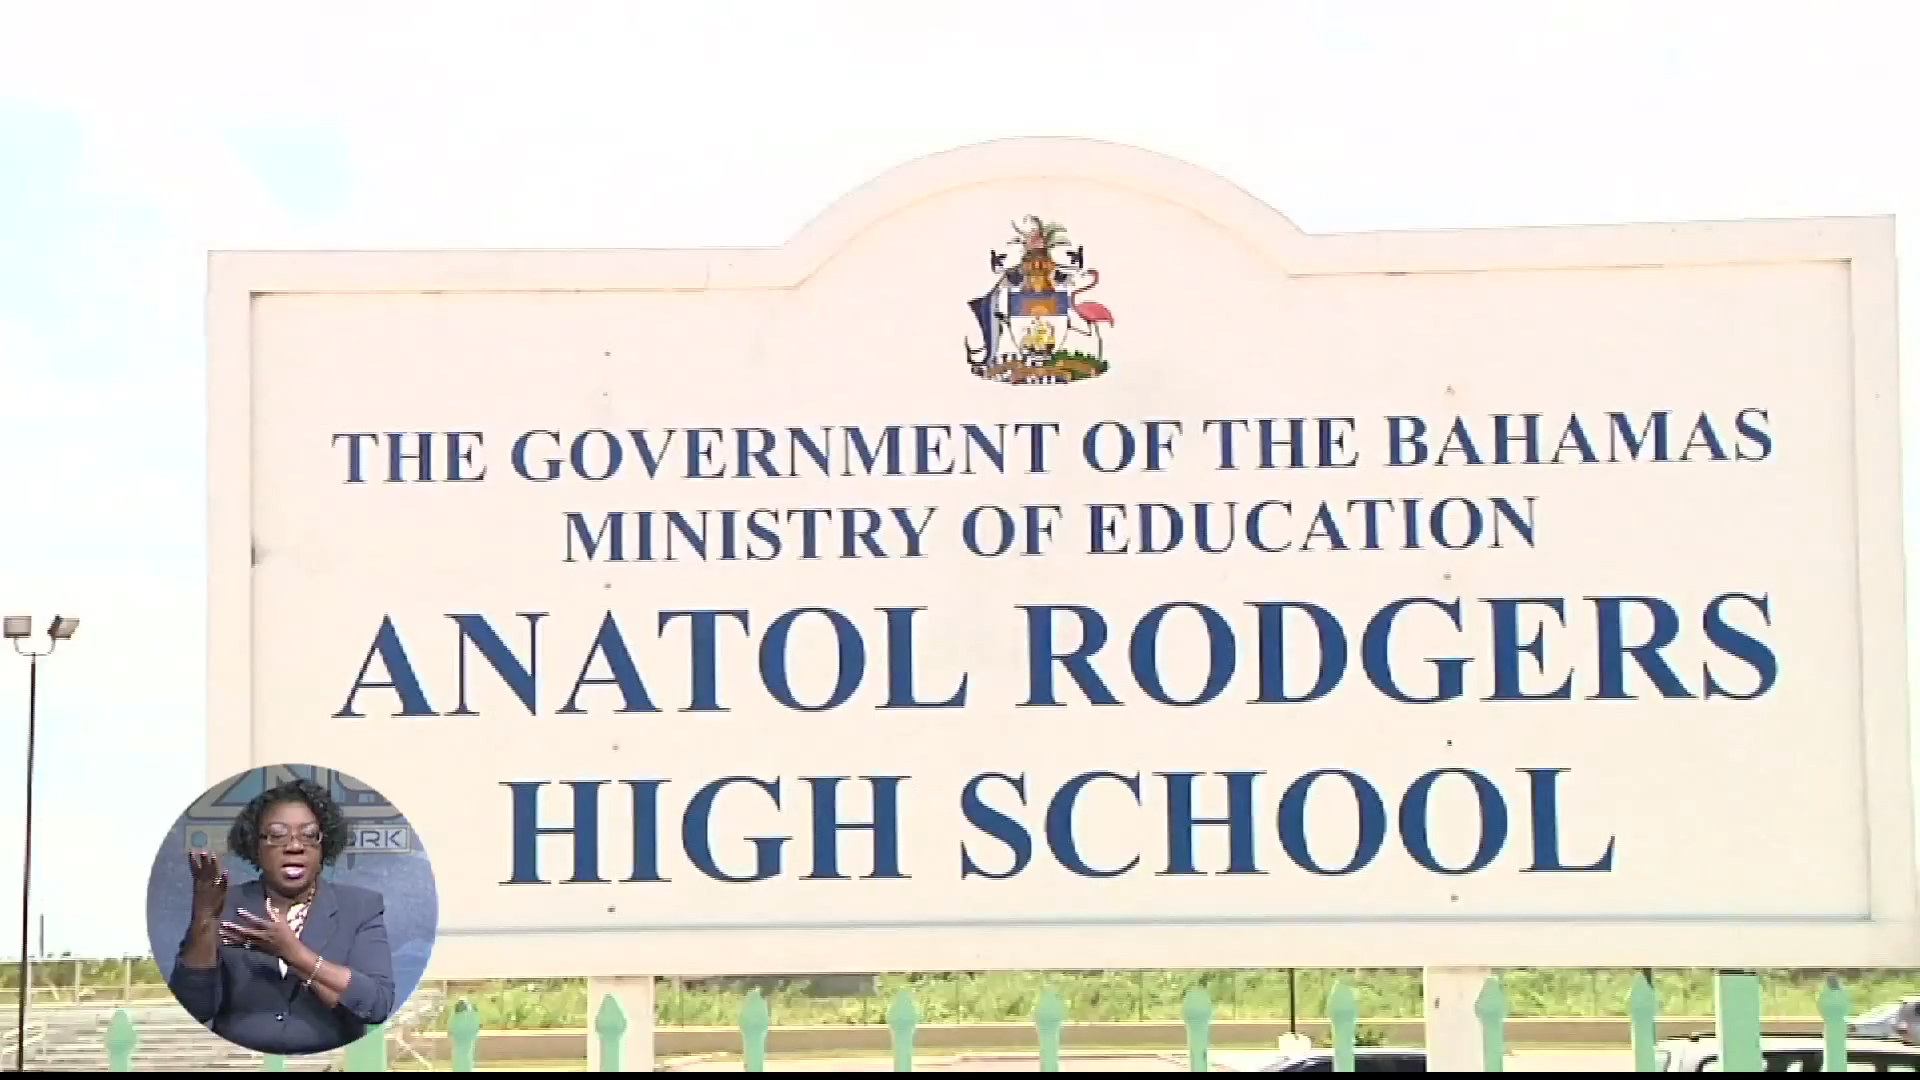 THE GOVERNMENT OF THE BAHAMAS
MINISTRY OF EDUCATION
ANATOL RODGERS
HIGH SCHOOL